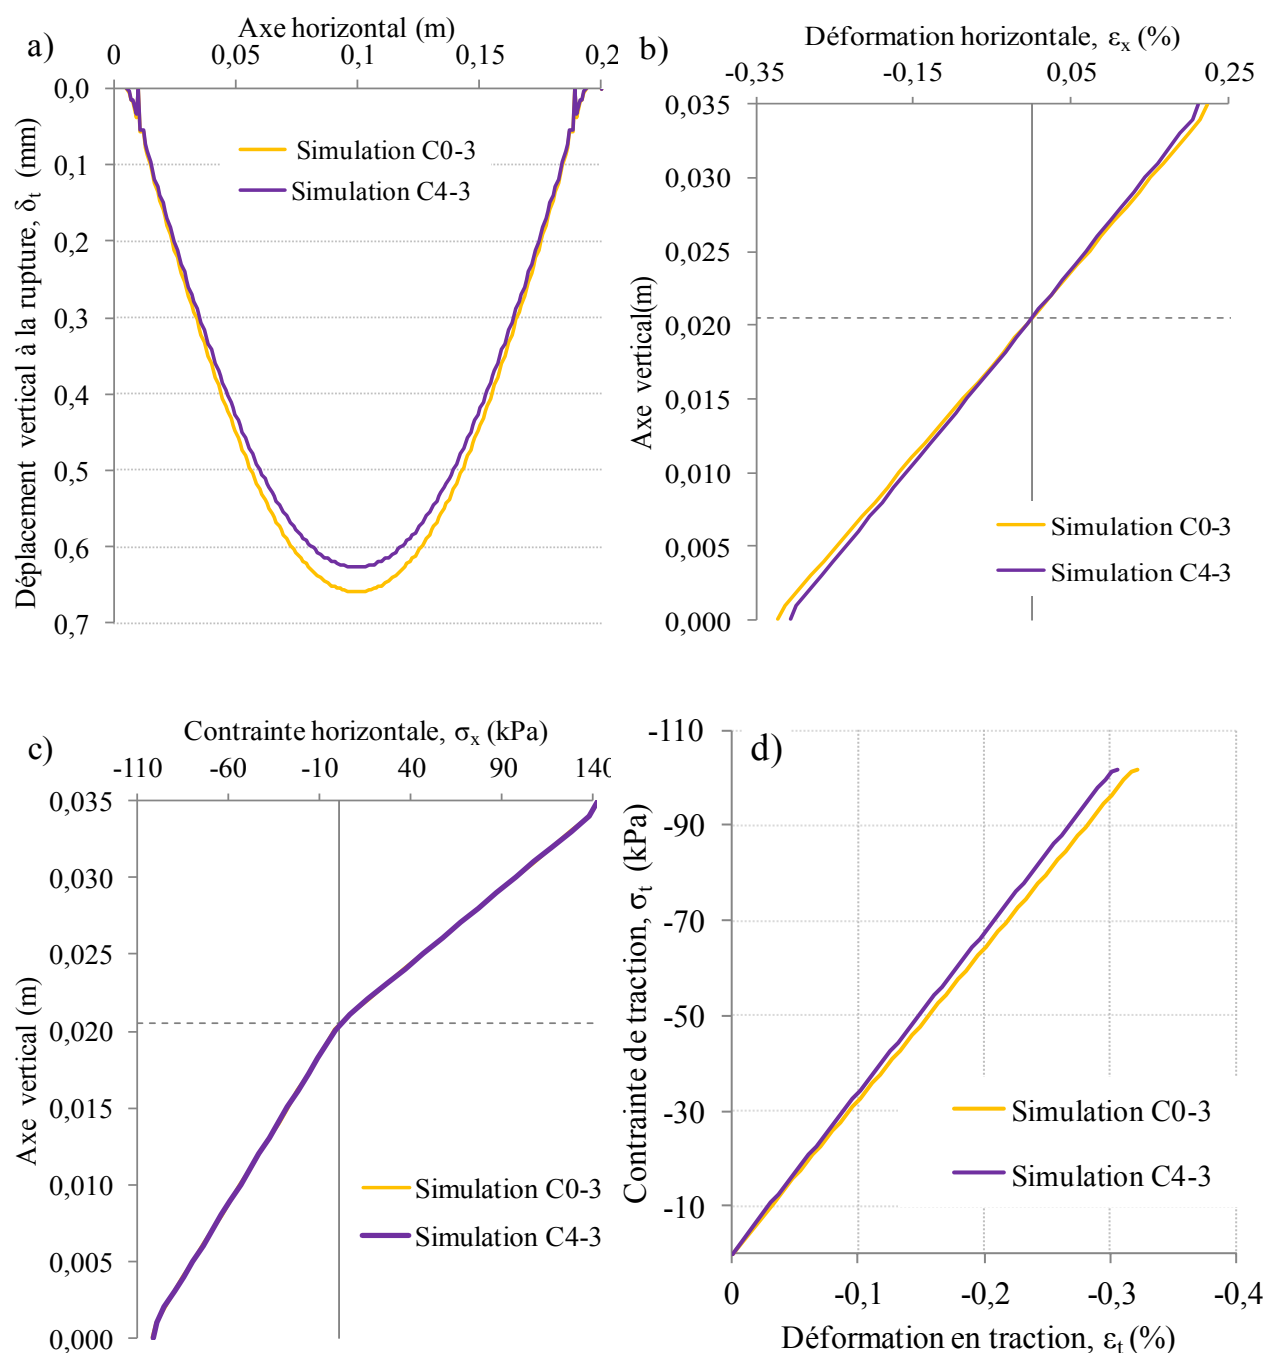 a)
Axe horizontal (m)
0 0,05 0,1 0,15 0,2
0,0
0,1
0,2
0,3
0,4
0,5
0,6
0,7
Déplacement vertical à la rupture, δt (mm)
Simulation C0-3
Simulation C4-3
b)
Déformation horizontale, εx (%)
-0.35 -0.15 0.05 0.25
0,035
0,030
0,025
0,020
0,015
0,010
0,005
0,000
Axe vertical(m)
Simulation C0-3
Simulation C4-3
c)
Contrainte horizontale, σx (kPa)
-110 -60 -10 40 90 140
0,035
0,030
0,025
0,020
0,015
0,010
0,005
0,000
Axe vertical (m)
Simulation C0-3
Simulation C4-3
d)
-110
-90
-70
-50
-30
-10
Contrainte de traction, σt (kPa)
Simulation C0-3
Simulation C4-3
0 -0,1 -0,2 -0,3 -0,4
Déformation en traction, εt (%)